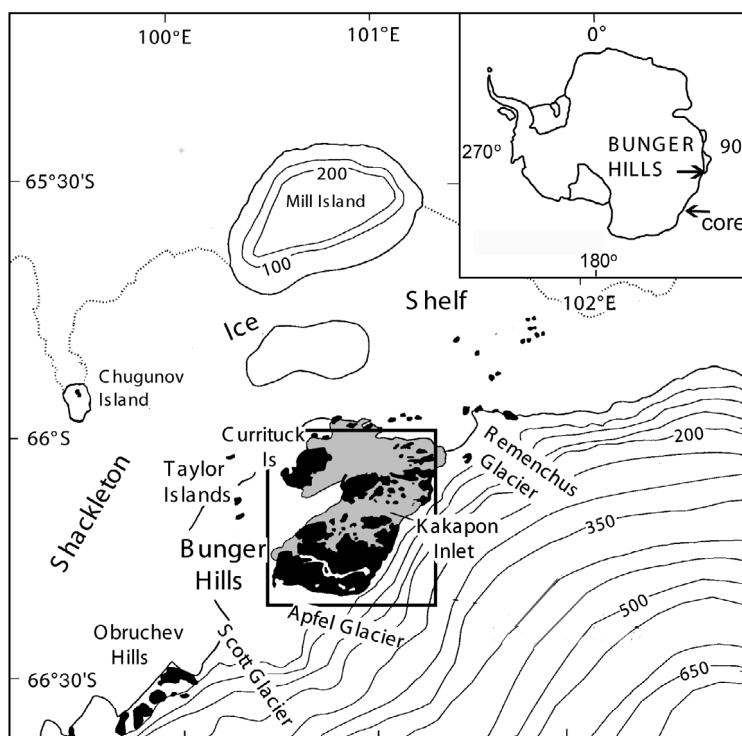 100°E
101°E
0°
BUNGER
HILLS
270°
90
core
180°
65°30'S
200
Mill Island
100
Shelf
102°E
Ice
Chugunov
Island
66°S
Currituck
Is
Taylor
Islands
Remenchus
Glacier
200
Shackleton
Kakapon
Inlet
350
Bunger
Hills
500
Apfel Glacier
Obruchev
Hills
Scott Glacier
650
66°30'S